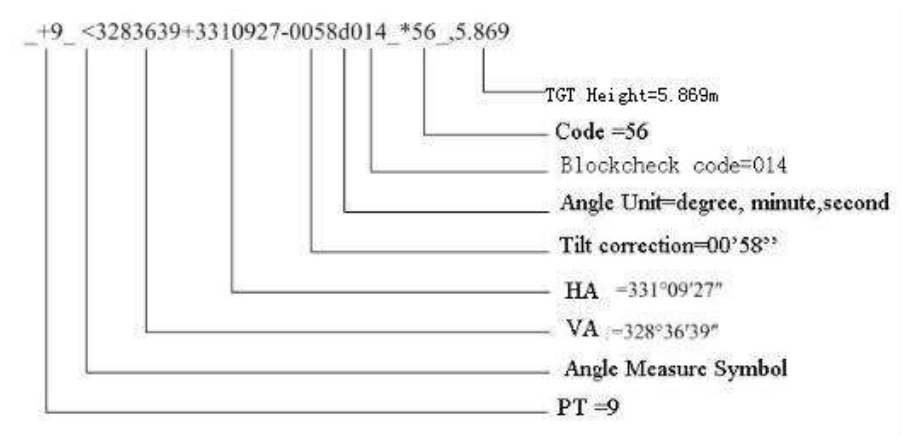 _+9_ <3283639+3310927-0058d014_*56_,5.869
TGT Height=5.869m
Code =56
Blockcheck code=014
Angle Unit=degree, minute,second
Tilt correction=00’58”
HA =331°09′27″
VA =328°36′39″
Angle Measure Symbol
PT =9